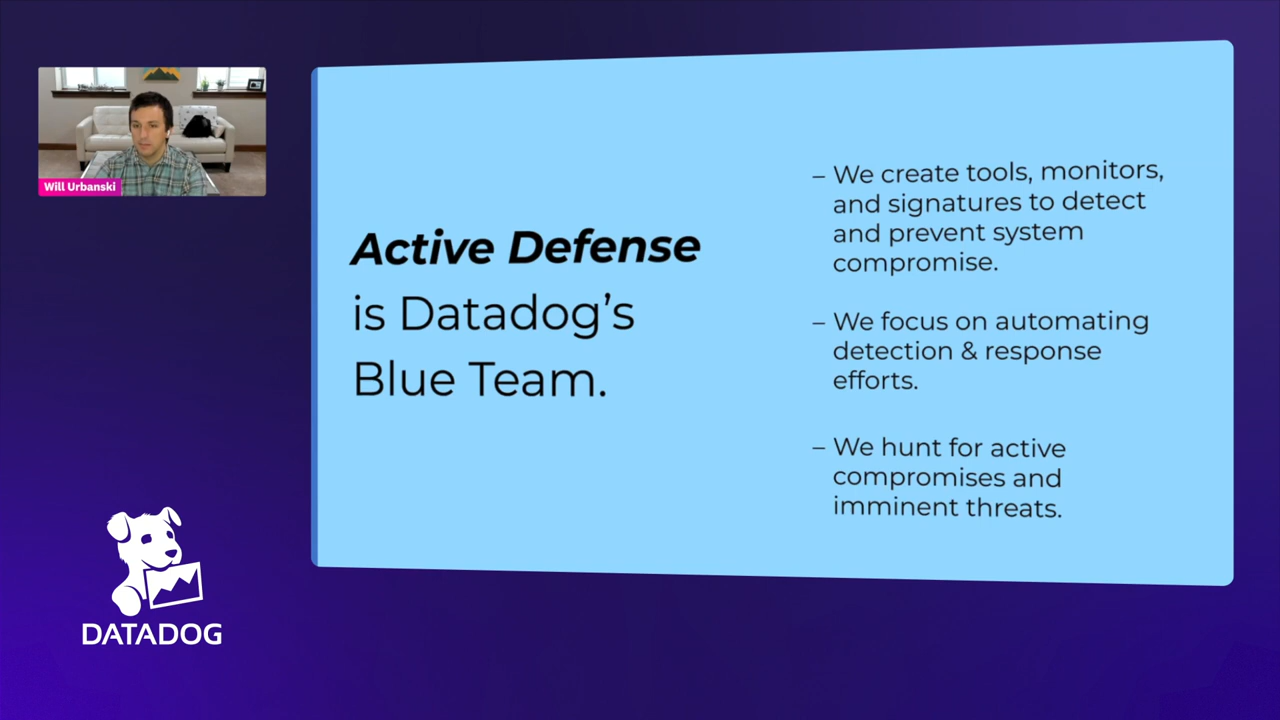 Will Urbanski
Active Defense
is Datadog’s
Blue Team.
– We create tools, monitors,
and signatures to detect
and prevent system
compromise.
– We focus on automating
detection & response
efforts.
– We hunt for active
compromises and
imminent threats.
DATADOG